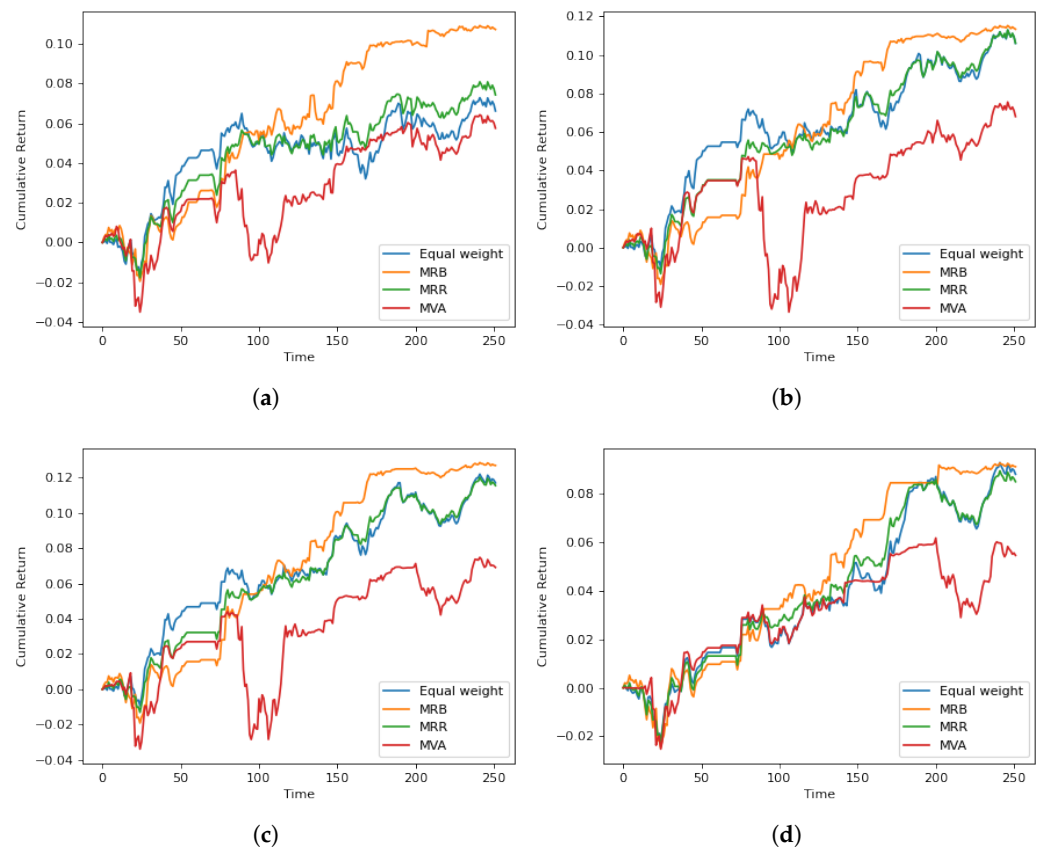 0.10
0.08
0.06
0.04
0.02
0.00
−0.02
−0.04
Cumulative Return
0 50 100 150 200 250
Time
Equal weight
MRB
MRR
MVA
(a)
0.12
0.10
0.08
0.06
0.04
0.02
0.00
−0.02
−0.04
Cumulative Return
0 50 100 150 200 250
Time
Equal weight
MRB
MRR
MVA
(b)
0.12
0.10
0.08
0.06
0.04
0.02
0.00
−0.02
−0.04
Cumulative Return
0 50 100 150 200 250
Time
Equal weight
MRB
MRR
MVA
(c)
0.08
0.06
0.04
0.02
0.00
−0.02
Cumulative Return
0 50 100 150 200 250
Time
Equal weight
MRB
MRR
MVA
(d)